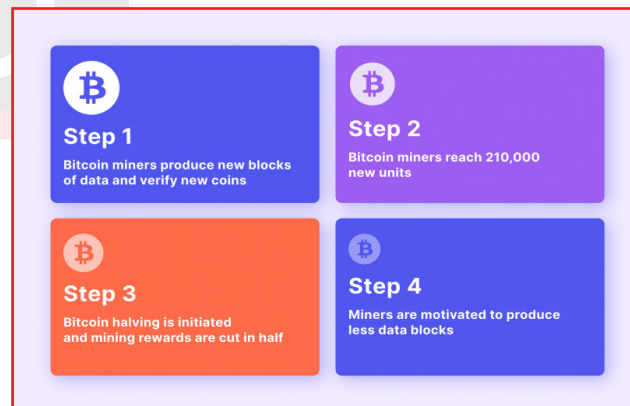 Step 1
Bitcoin miners produce new blocks
of data and verify new coins
Step 2
Bitcoin miners reach 210,000
new units
Step 3
Bitcoin halving is initiated
and mining rewards are cut in half
Step 4
Miners are motivated to produce
less data blocks